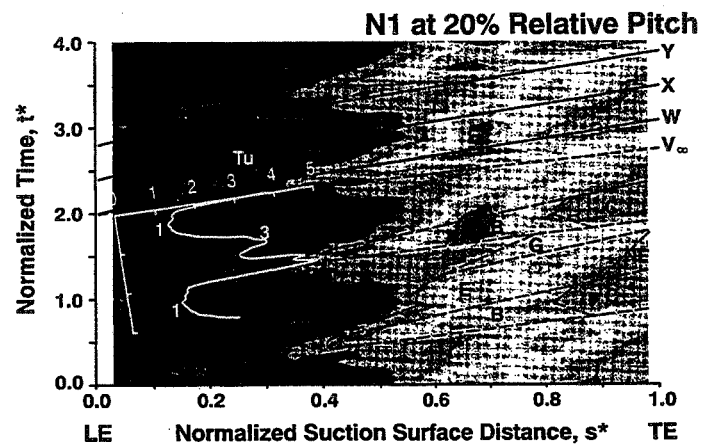 N1 at 20% Relative Pitch
4.0
3.0
2.0
1.0
0.0
Normalized Time, t*
Y
X
W
V∞
Tu
0 1 2 3 4 5
1
3
1
G
E
B
0.0 0.2 0.4 0.6 0.8 1.0
LE Normalized Suction Surface Distance, s* TE